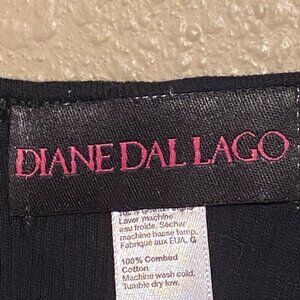 DIANE DAL LAGO
Laver machine
eau froide. Sécher
machine basse temp.
Fabriqué aux ÉUA. G
100% Combed
Cotton
Machine wash cold.
Tumble dry low.